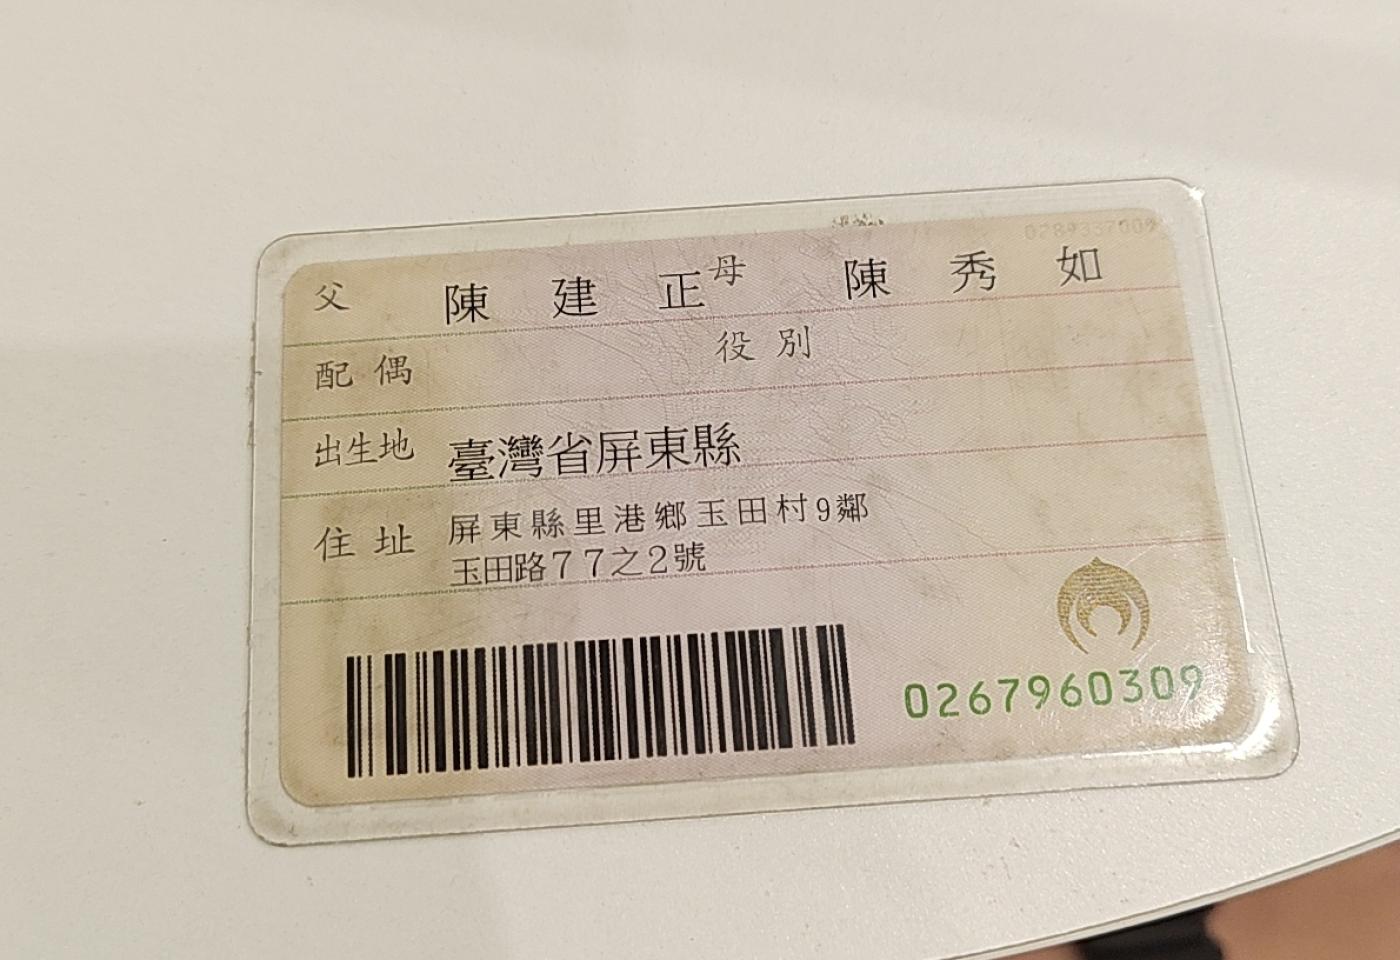 0289337009
父 陳建正 母 陳秀如
配偶 役別
出生地 臺灣省屏東縣
住址 屏東縣里港鄉玉田村9鄰
玉田路77之2號
0267960309